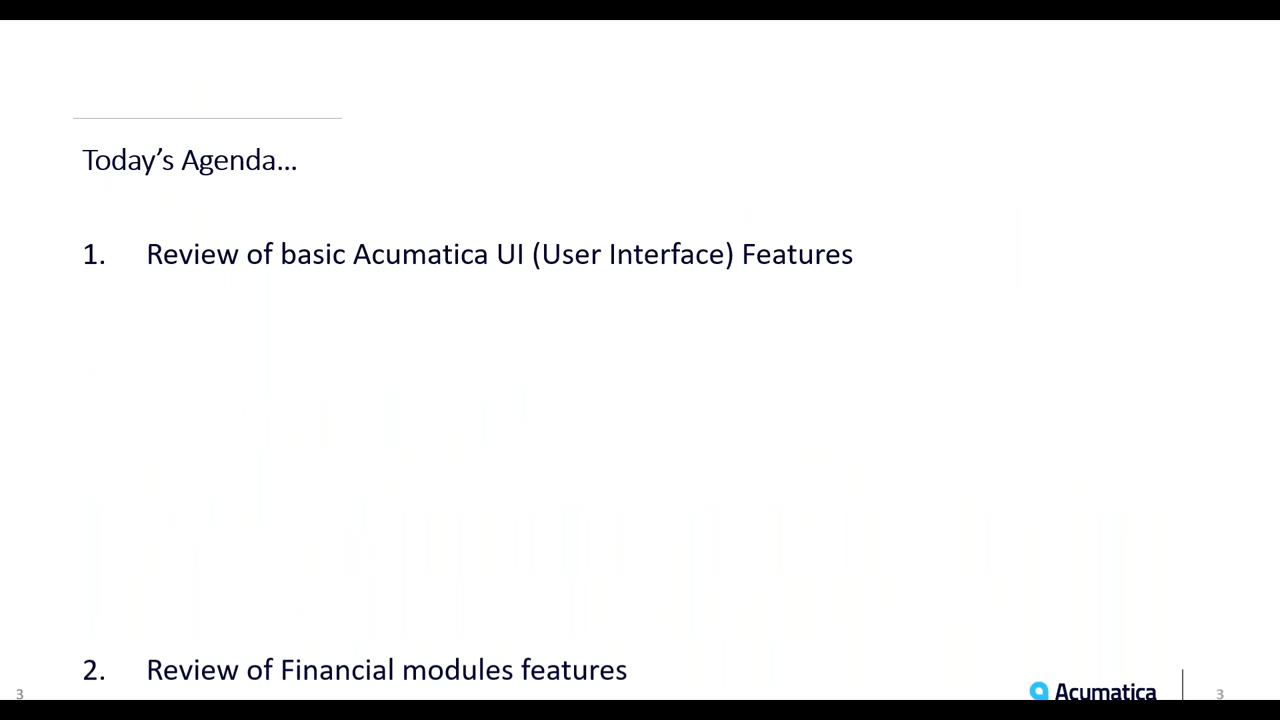 Today’s Agenda...
1. Review of basic Acumatica UI (User Interface) Features
2. Review of Financial modules features
3
Acumatica
3